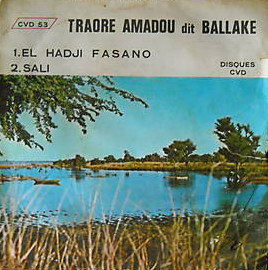 CVD 53
TRAORE AMADOU dit BALLAKE
1.EL HADJI FASANO
2.SALI
DISQUES
CVD